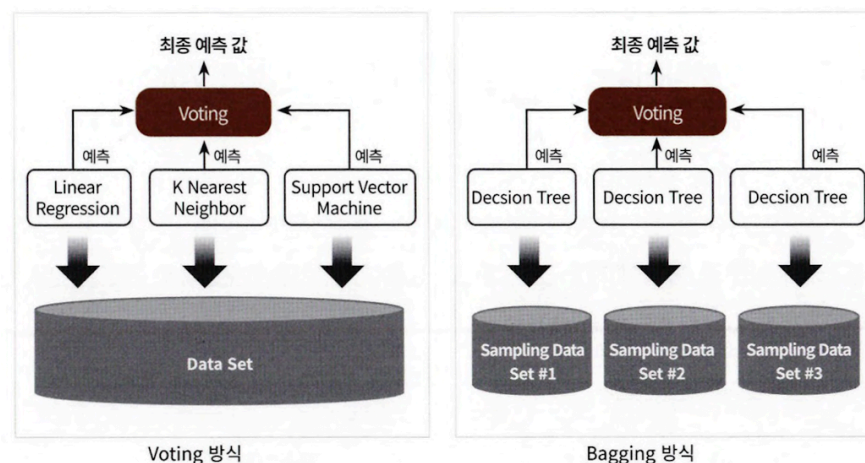 최종 예측 값
Voting
예측
예측
예측
Linear
Regression
K Nearest
Neighbor
Support Vector
Machine
Data Set
Voting 방식
최종 예측 값
Voting
예측
예측
예측
Decsion Tree
Decsion Tree
Decsion Tree
Sampling Data
Set #1
Sampling Data
Set #2
Sampling Data
Set #3
Bagging 방식